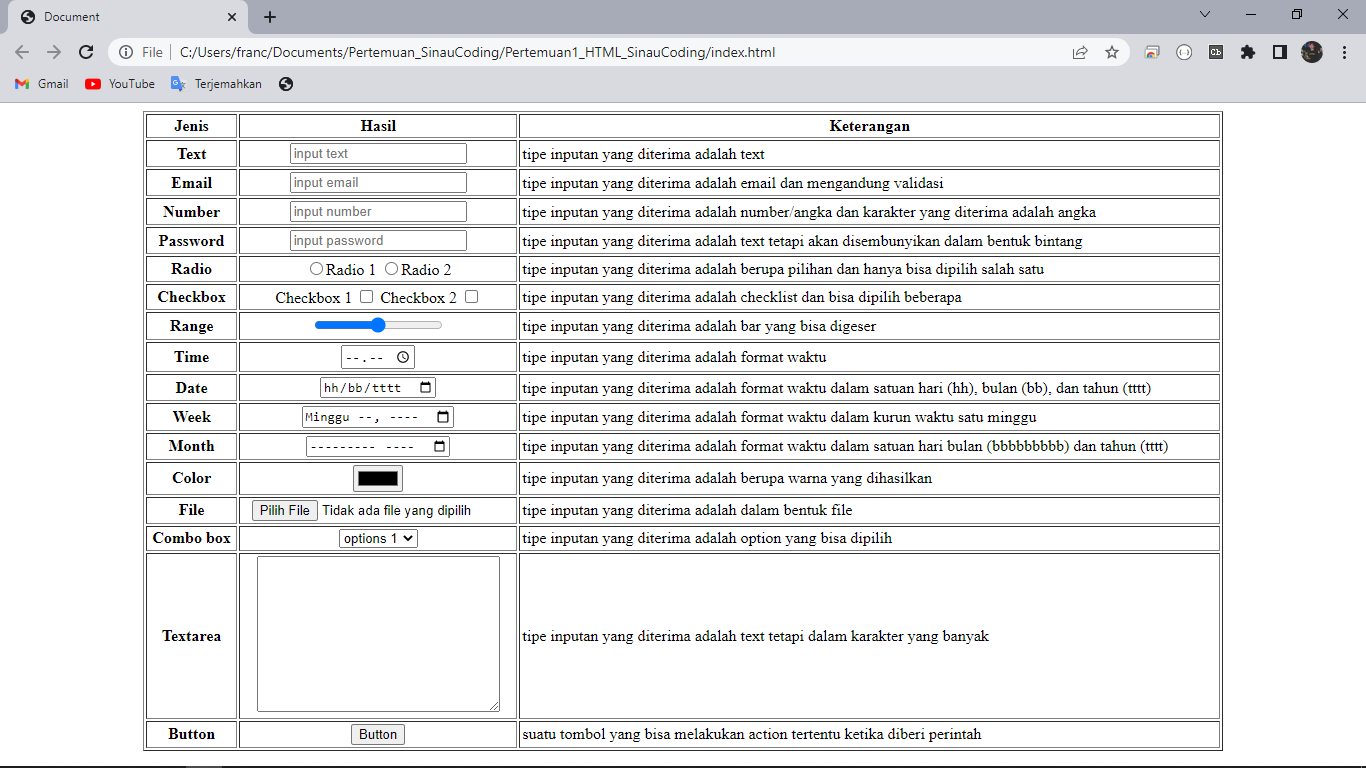 Document
File C:/Users/franc/Documents/Pertemuan_SinauCoding/Pertemuan1_HTML_SinauCoding/index.html
Gmail YouTube Terjemahkan
Jenis Hasil Keterangan
Text input text tipe inputan yang diterima adalah text
Email input email tipe inputan yang diterima adalah email dan mengandung validasi
Number input number tipe inputan yang diterima adalah number/angka dan karakter yang diterima adalah angka
Password input password tipe inputan yang diterima adalah text tetapi akan disembunyikan dalam bentuk bintang
Radio Radio 1 Radio 2 tipe inputan yang diterima adalah berupa pilihan dan hanya bisa dipilih salah satu
Checkbox Checkbox 1 Checkbox 2 tipe inputan yang diterima adalah checklist dan bisa dipilih beberapa
Range tipe inputan yang diterima adalah bar yang bisa digeser
Time --.-- tipe inputan yang diterima adalah format waktu
Date hh/bb/tttt tipe inputan yang diterima adalah format waktu dalam satuan hari (hh), bulan (bb), dan tahun (tttt)
Week Minggu --, ---- tipe inputan yang diterima adalah format waktu dalam kurun waktu satu minggu
Month --------- ---- tipe inputan yang diterima adalah format waktu dalam satuan hari bulan (bbbbbbbbb) dan tahun (tttt)
Color tipe inputan yang diterima adalah berupa warna yang dihasilkan
File Pilih File Tidak ada file yang dipilih tipe inputan yang diterima adalah dalam bentuk file
Combo box options 1 tipe inputan yang diterima adalah option yang bisa dipilih
Textarea tipe inputan yang diterima adalah text tetapi dalam karakter yang banyak
Button Button suatu tombol yang bisa melakukan action tertentu ketika diberi perintah